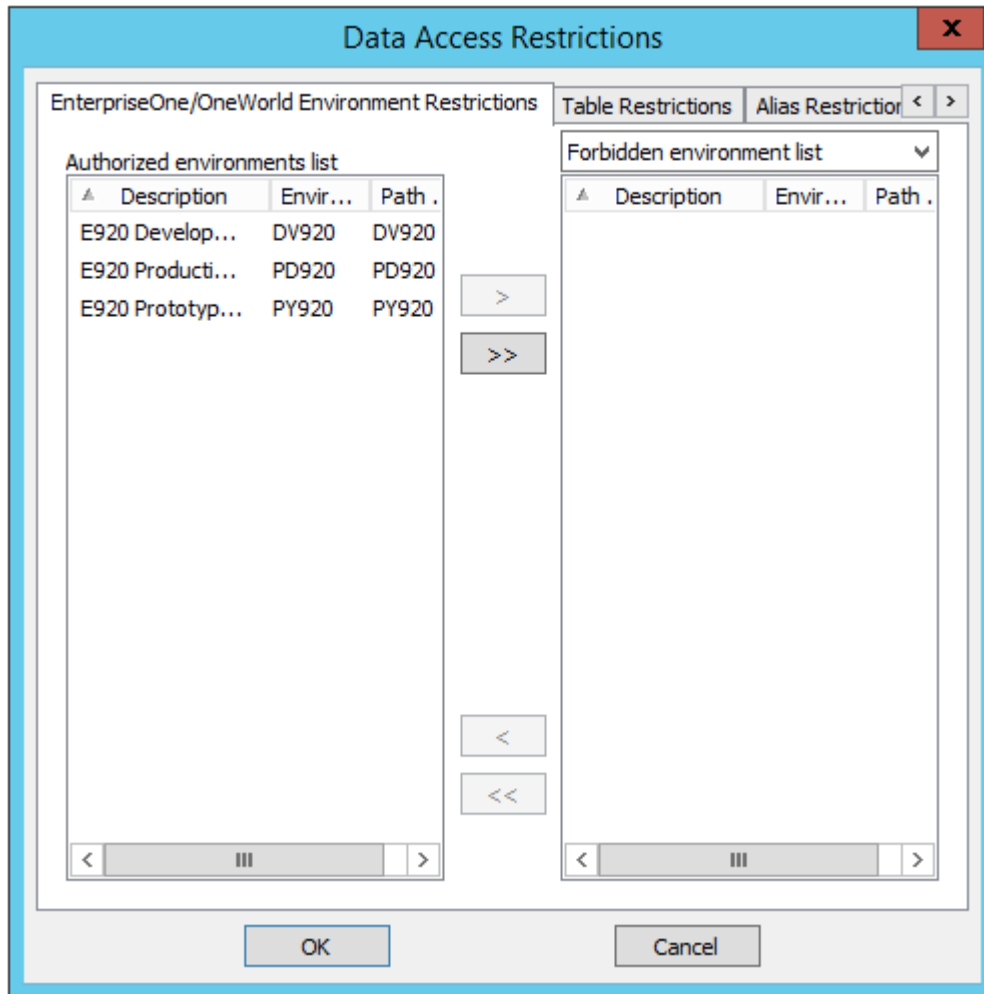 Data Access Restrictions
x
EnterpriseOne/OneWorld Environment Restrictions Table Restrictions Alias Restriction < >
Authorized environments list Forbidden environment list
Description Envir... Path . Description Envir... Path .
E920 Develop... DV920 DV920
E920 Producti... PD920 PD920
E920 Prototyp... PY920 PY920
>
>>
<
<<
< III > < III >
OK Cancel